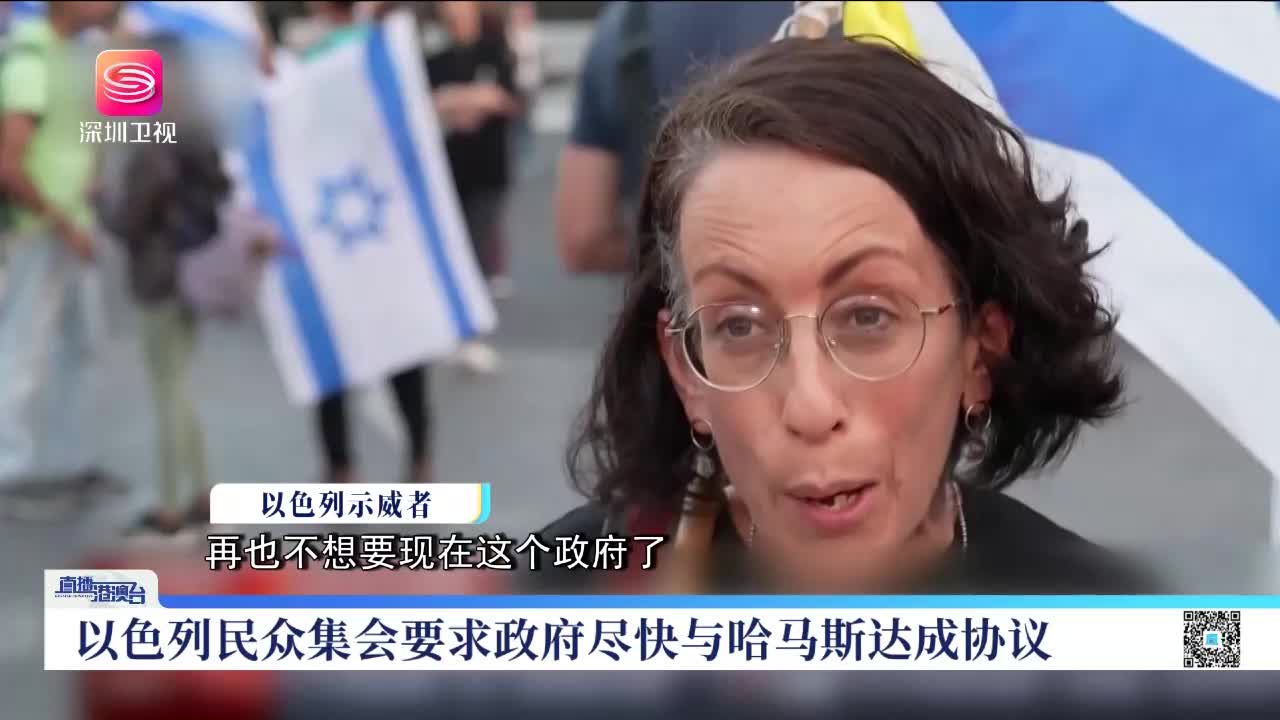 深圳卫视
以色列示威者
再也不想要现在这个政府了
直播港澳台
以色列民众集会要求政府尽快与哈马斯达成协议